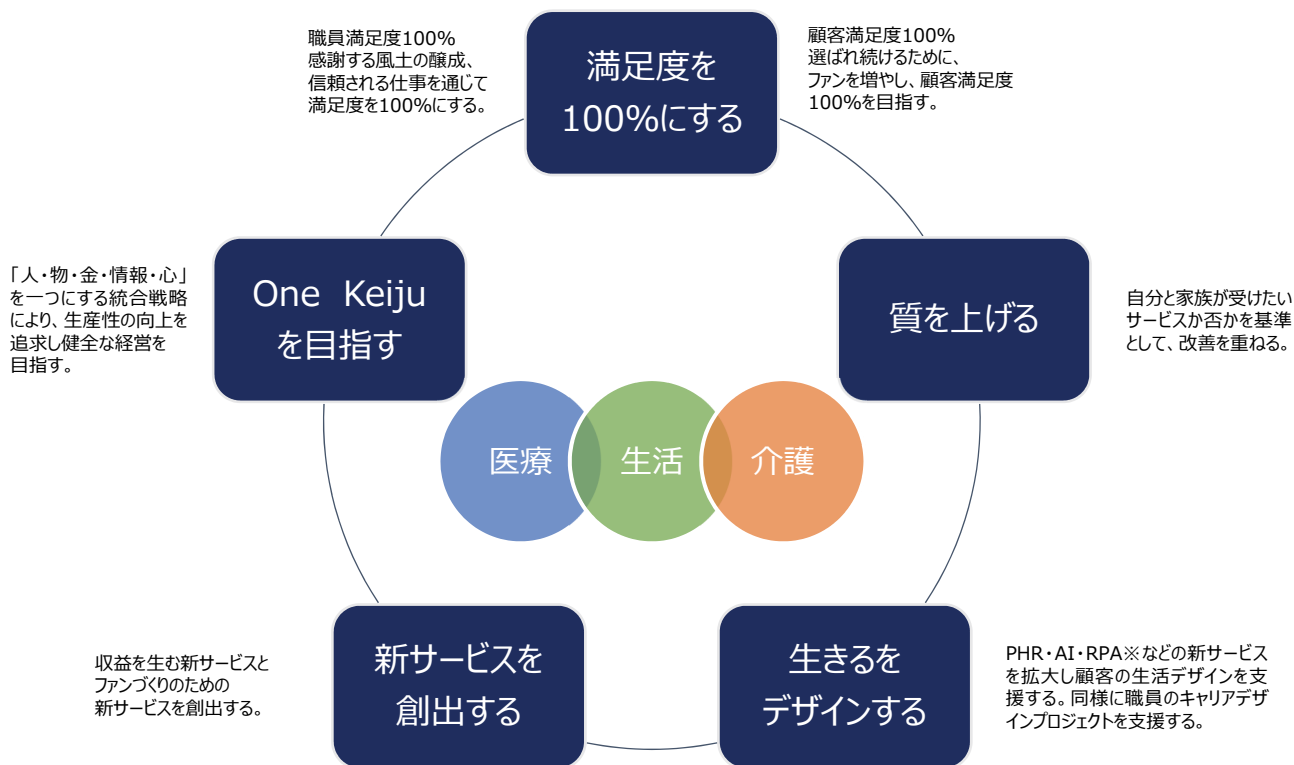 職員満足度100%
感謝する風土の醸成、
信頼される仕事を通じて
満足度を100%にする。
満足度を
100%にする
顧客満足度100%
選ばれ続けるために、
ファンを増やし、顧客満足度
100%を目指す。
「人・物・金・情報・心」
を一つにする統合戦略
により、生産性の向上を
追求し健全な経営を
目指す。
One Keiju
を目指す
質を上げる
自分と家族が受けたい
サービスか否かを基準
として、改善を重ねる。
医療
生活
介護
収益を生む新サービスと
ファンづくりのための
新サービスを創出する。
新サービスを
創出する
生きるを
デザインする
PHR・AI・RPA※などの新サービス
を拡大し顧客の生活デザインを支
援する。同様に職員のキャリアデザ
インプロジェクトを支援する。